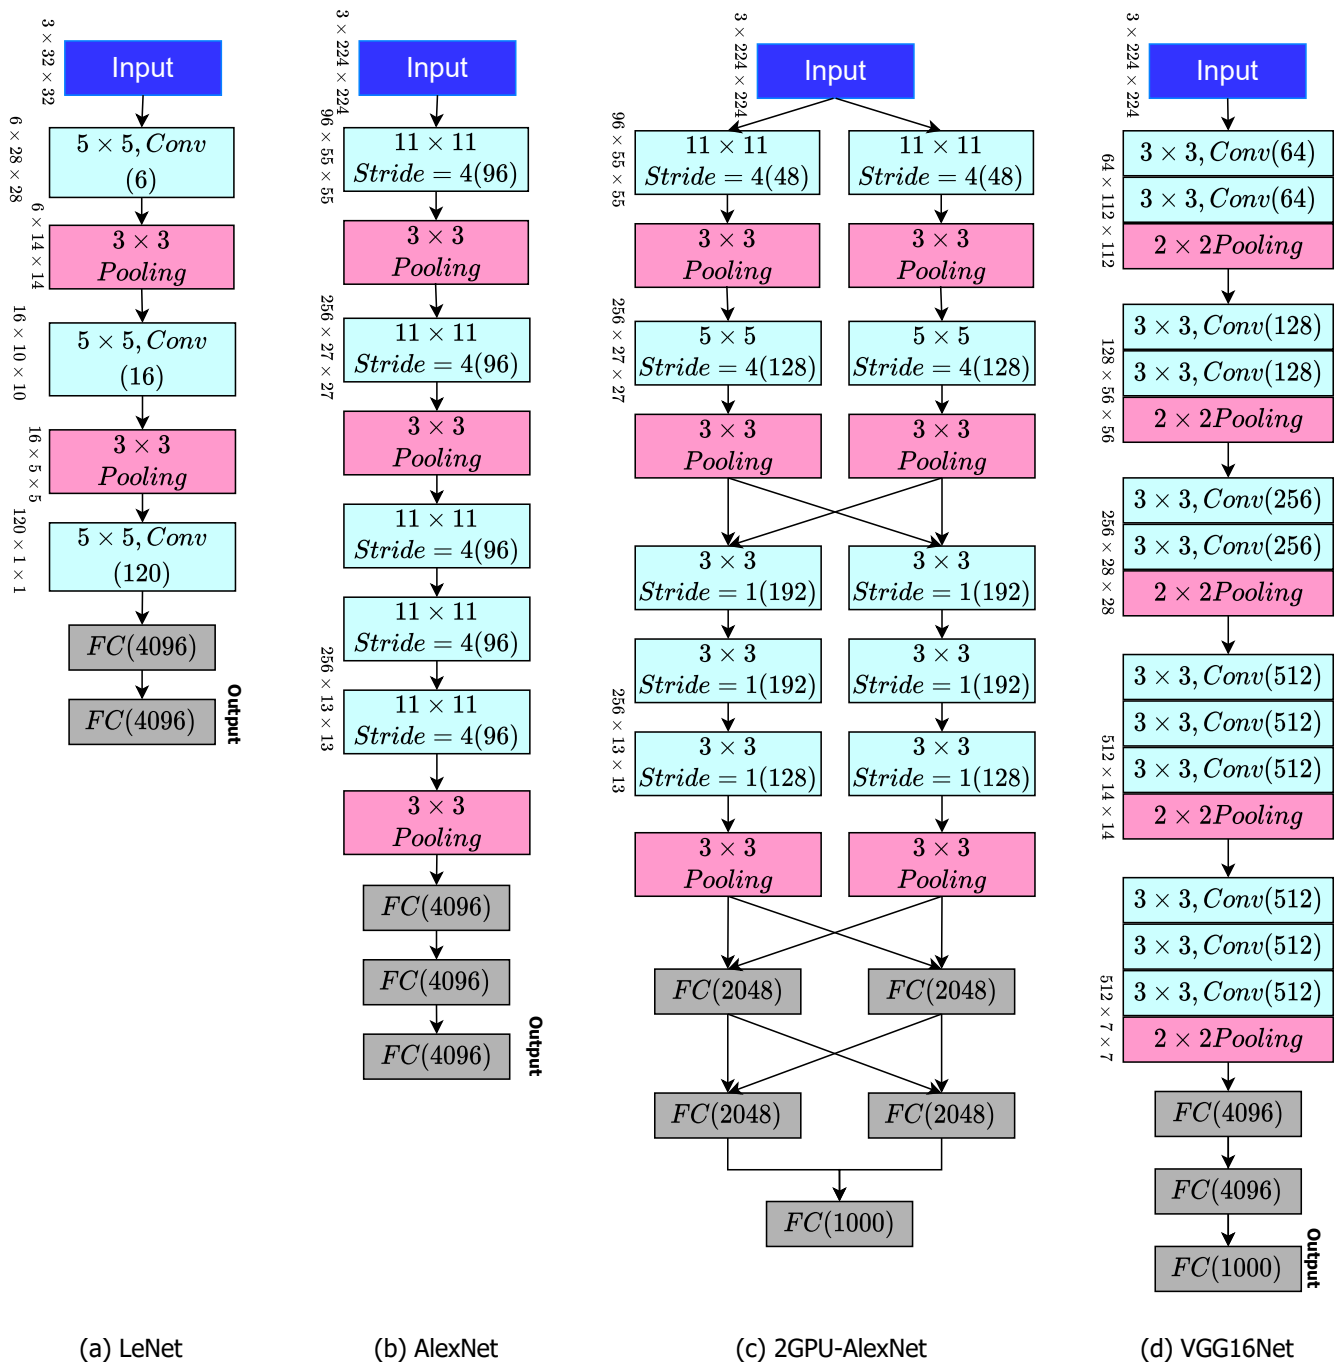 3 × 32 × 32
Input
6 × 28 × 28
5 × 5, Conv
(6)
6 × 14 × 14
3 × 3
Pooling
16 × 10 × 10
5 × 5, Conv
(16)
16 × 5 × 5
3 × 3
Pooling
120 × 1 × 1
5 × 5, Conv
(120)
FC(4096)
FC(4096)
Output
(a) LeNet
3 × 224 × 224
Input
96 × 55 × 55
11 × 11
Stride = 4(96)
3 × 3
Pooling
256 × 27 × 27
11 × 11
Stride = 4(96)
3 × 3
Pooling
11 × 11
Stride = 4(96)
11 × 11
Stride = 4(96)
256 × 13 × 13
11 × 11
Stride = 4(96)
3 × 3
Pooling
FC(4096)
FC(4096)
FC(4096)
Output
(b) AlexNet
3 × 224 × 224
Input
96 × 55 × 55
11 × 11
Stride = 4(48)
11 × 11
Stride = 4(48)
3 × 3
Pooling
3 × 3
Pooling
256 × 27 × 27
5 × 5
Stride = 4(128)
5 × 5
Stride = 4(128)
3 × 3
Pooling
3 × 3
Pooling
3 × 3
Stride = 1(192)
3 × 3
Stride = 1(192)
3 × 3
Stride = 1(192)
3 × 3
Stride = 1(192)
256 × 13 × 13
3 × 3
Stride = 1(128)
3 × 3
Stride = 1(128)
3 × 3
Pooling
3 × 3
Pooling
FC(2048)
FC(2048)
FC(2048)
FC(2048)
FC(1000)
(c) 2GPU-AlexNet
3 × 224 × 224
Input
64 × 112 × 112
3 × 3, Conv(64)
3 × 3, Conv(64)
2 × 2Pooling
128 × 56 × 56
3 × 3, Conv(128)
3 × 3, Conv(128)
2 × 2Pooling
256 × 28 × 28
3 × 3, Conv(256)
3 × 3, Conv(256)
2 × 2Pooling
512 × 14 × 14
3 × 3, Conv(512)
3 × 3, Conv(512)
3 × 3, Conv(512)
2 × 2Pooling
512 × 7 × 7
3 × 3, Conv(512)
3 × 3, Conv(512)
3 × 3, Conv(512)
2 × 2Pooling
FC(4096)
FC(4096)
FC(1000)
Output
(d) VGG16Net